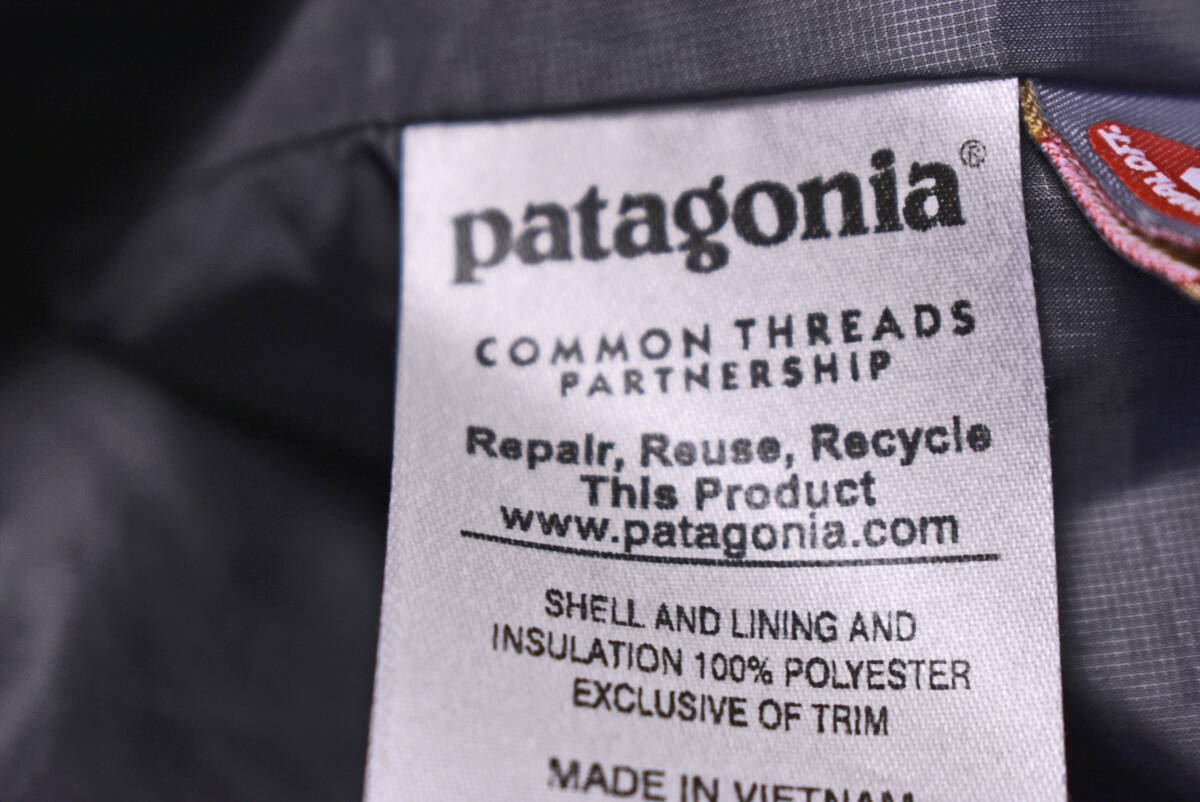 patagonia®
COMMON THREADS
PARTNERSHIP
Repair, Reuse, Recycle
This Product
www.patagonia.com
SHELL AND LINING AND
INSULATION 100% POLYESTER
EXCLUSIVE OF TRIM
MADE IN VIETNAM